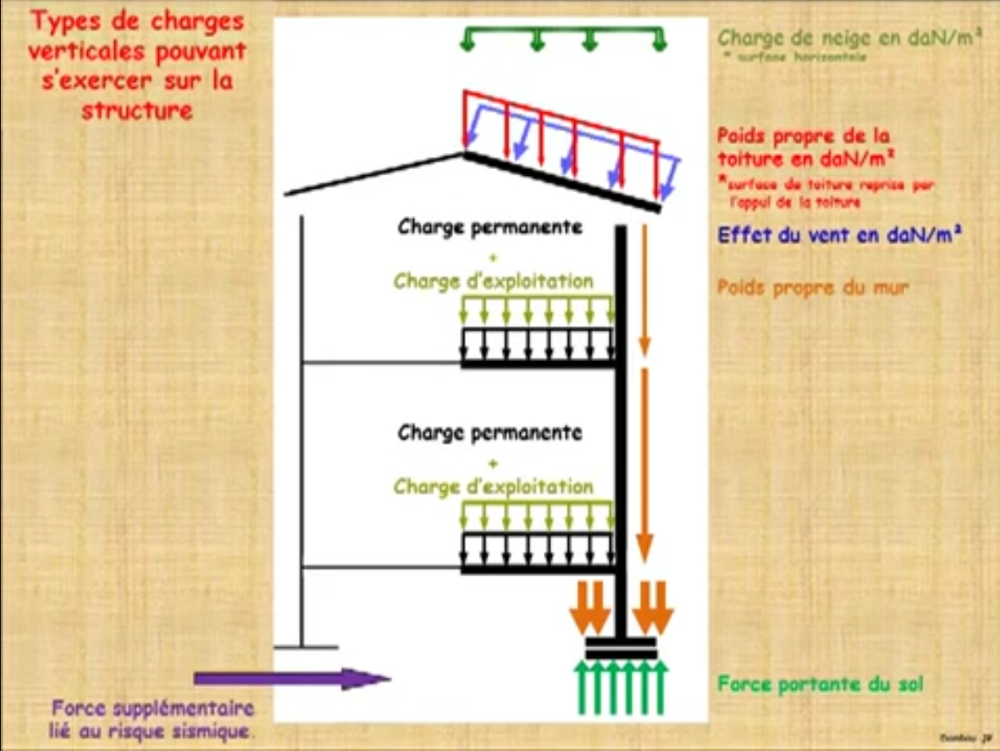 Types de charges
verticales pouvant
s'exercer sur la
structure
Charge de neige en daN/m²
* surface horizontale
Poids propre de la
toiture en daN/m²
*surface de toiture reprise par
l'appui de la toiture
Effet du vent en daN/m²
Poids propre du mur
Charge permanente
+
Charge d'exploitation
Charge permanente
+
Charge d'exploitation
Force portante du sol
Force supplémentaire
lié au risque sismique.